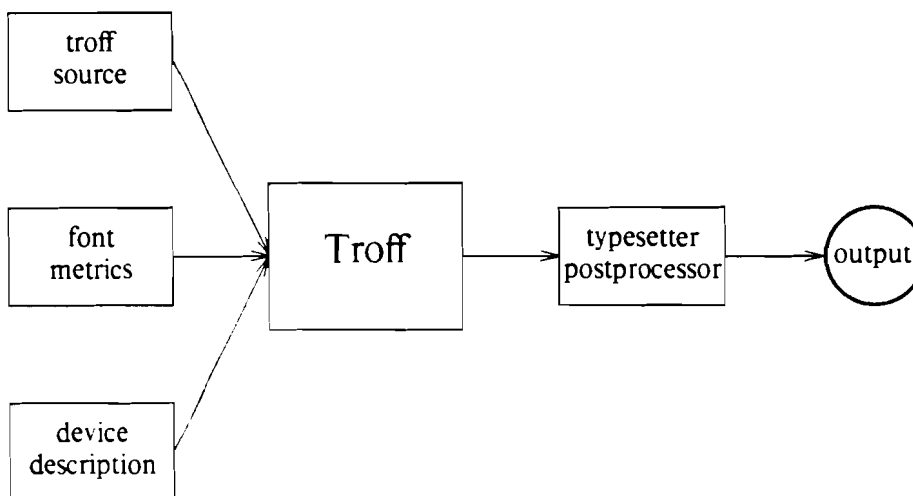 troff
source
font
metrics
device
description
Troff
typesetter
postprocessor
output